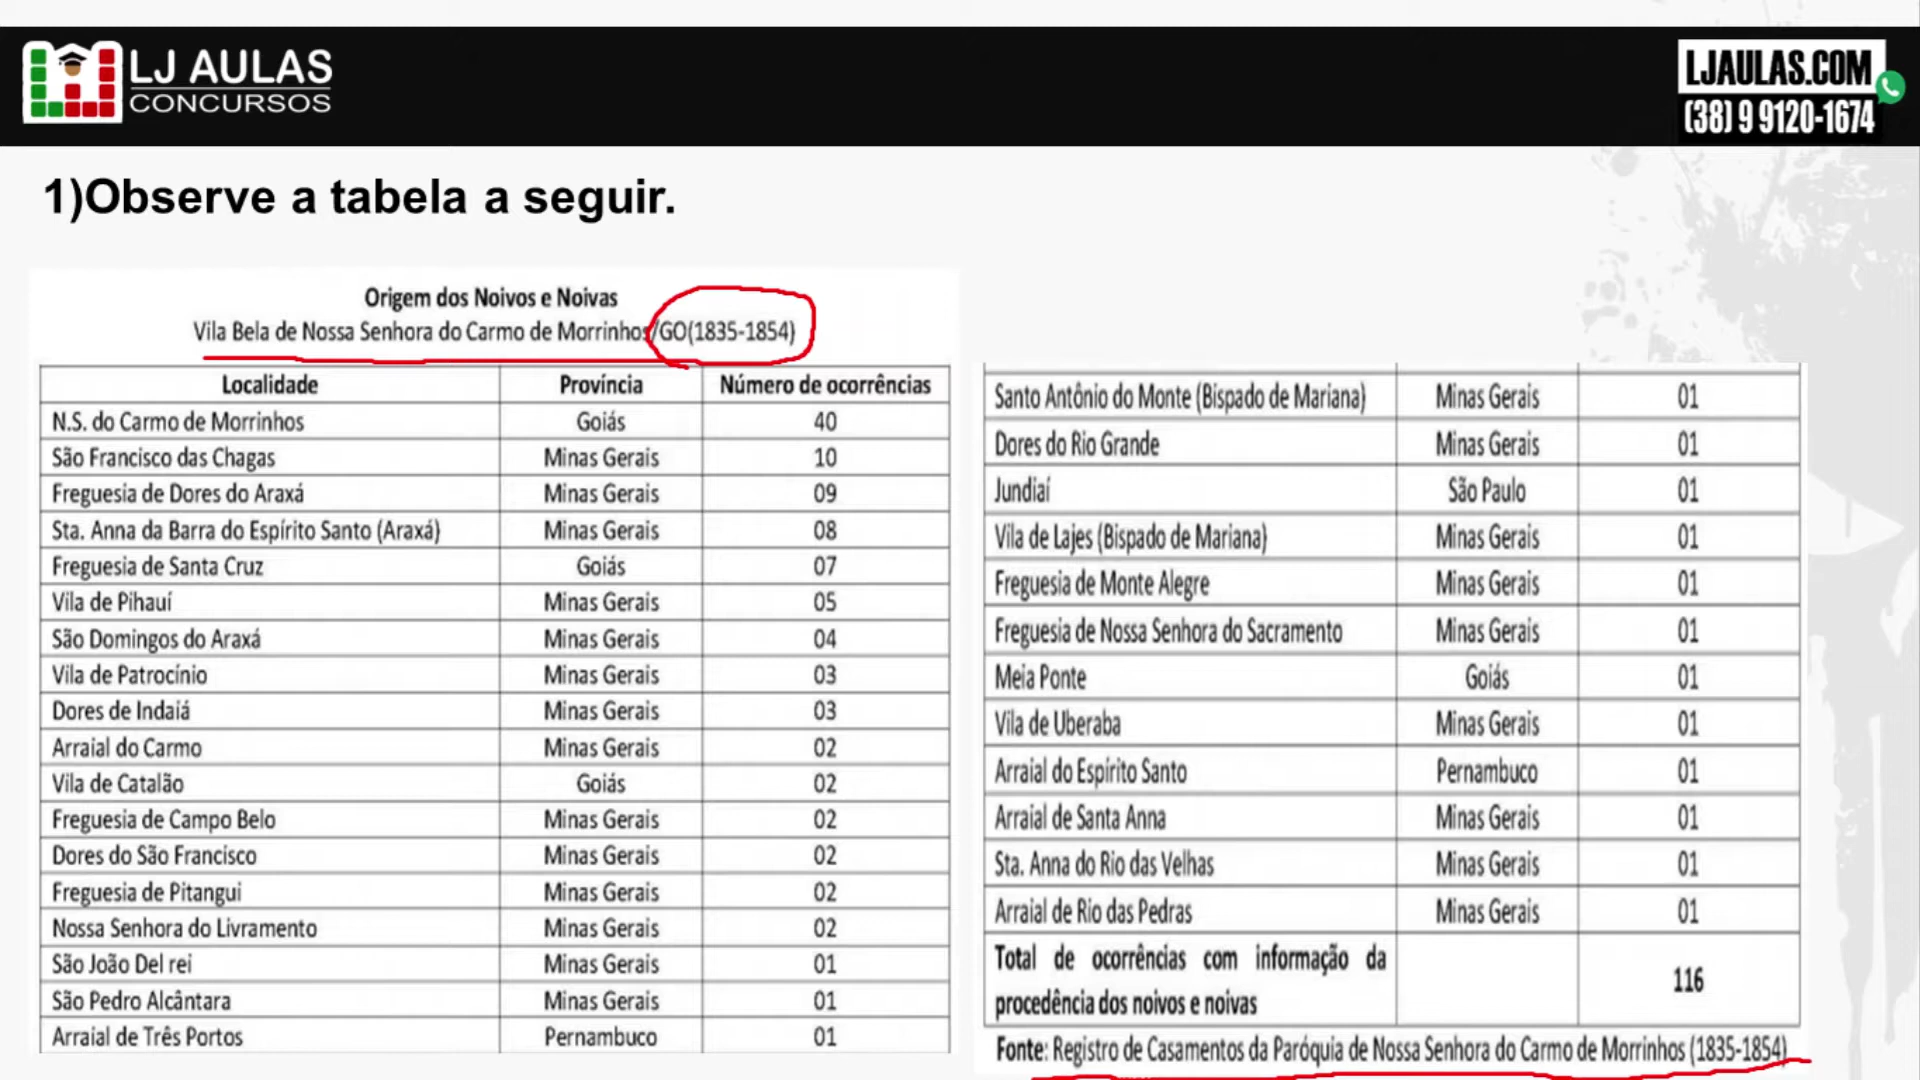 LJ AULAS
CONCURSOS
LJAULAS.COM
(38) 9 9120-1674
1)Observe a tabela a seguir.
Origem dos Noivos e Noivas
Vila Bela de Nossa Senhora do Carmo de Morrinhos/GO(1835-1854)
Localidade Província Número de ocorrências
N.S. do Carmo de Morrinhos Goiás 40
São Francisco das Chagas Minas Gerais 10
Freguesia de Dores do Araxá Minas Gerais 09
Sta. Anna da Barra do Espírito Santo (Araxá) Minas Gerais 08
Freguesia de Santa Cruz Goiás 07
Vila de Pihauí Minas Gerais 05
São Domingos do Araxá Minas Gerais 04
Vila de Patrocínio Minas Gerais 03
Dores de Indaiá Minas Gerais 03
Arraial do Carmo Minas Gerais 02
Vila de Catalão Goiás 02
Freguesia de Campo Belo Minas Gerais 02
Dores do São Francisco Minas Gerais 02
Freguesia de Pitangui Minas Gerais 02
Nossa Senhora do Livramento Minas Gerais 02
São João Del rei Minas Gerais 01
São Pedro Alcântara Minas Gerais 01
Arraial de Três Portos Pernambuco 01
Santo Antônio do Monte (Bispado de Mariana) Minas Gerais 01
Dores do Rio Grande Minas Gerais 01
Jundiaí São Paulo 01
Vila de Lajes (Bispado de Mariana) Minas Gerais 01
Freguesia de Monte Alegre Minas Gerais 01
Freguesia de Nossa Senhora do Sacramento Minas Gerais 01
Meia Ponte Goiás 01
Vila de Uberaba Minas Gerais 01
Arraial do Espírito Santo Pernambuco 01
Arraial de Santa Anna Minas Gerais 01
Sta. Anna do Rio das Velhas Minas Gerais 01
Arraial de Rio das Pedras Minas Gerais 01
Total de ocorrências com informação da
procedência dos noivos e noivas 116
Fonte: Registro de Casamentos da Paróquia de Nossa Senhora do Carmo de Morrinhos (1835-1854)